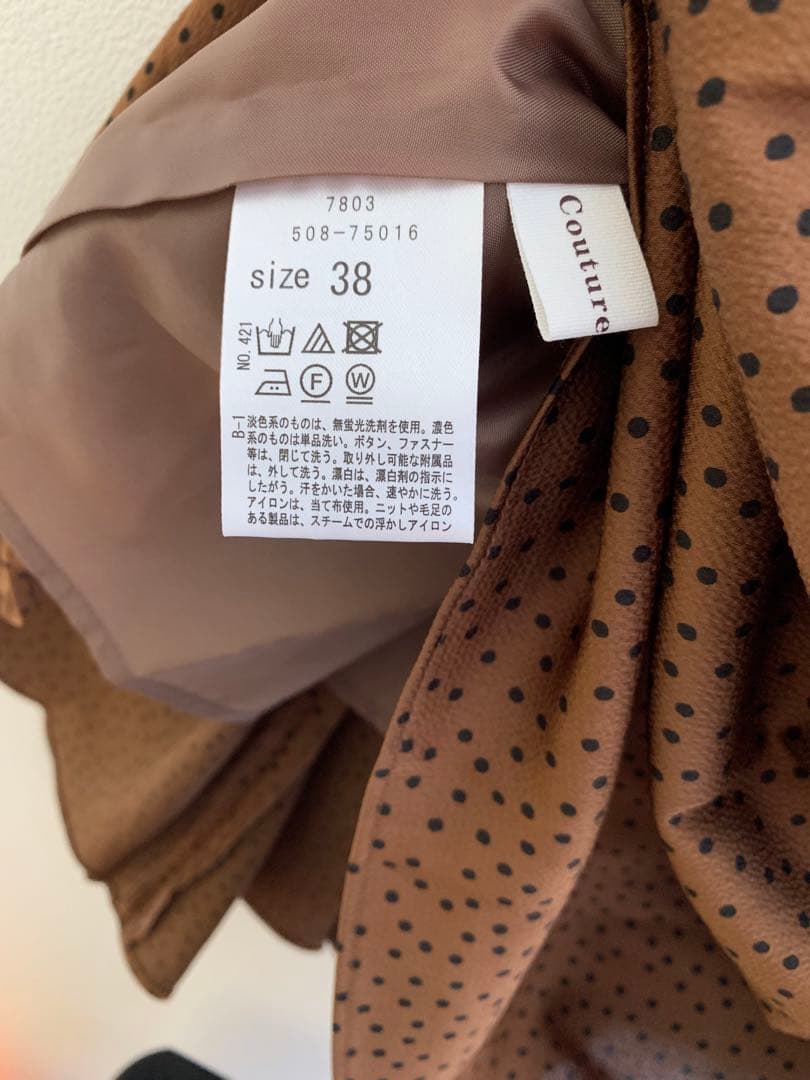 7803
508-75016
size 38
NO. 421
F
W
B-1
淡色系のものは、無蛍光洗剤を使用。濃色
系のものは単品洗い。ボタン、ファスナー
等は、閉じて洗う。取り外し可能な附属品
は、外して洗う。漂白は、漂白剤の指示に
したがう。汗をかいた場合、速やかに洗う。
アイロンは、当て布使用。ニットや毛足の
ある製品は、スチームでの浮かしアイロン
Couture